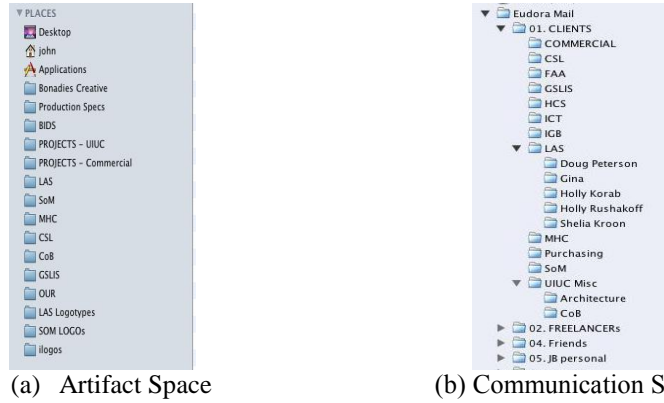 PLACES
Desktop
john
Applications
Bonadies Creative
Production Specs
BIDS
PROJECTS - UIUC
PROJECTS - Commercial
LAS
SoM
MHC
CSL
CoB
GSLIS
OUR
LAS Logotypes
SOM LOGOs
ilogos
(a) Artifact Space
Eudora Mail
01. CLIENTS
COMMERCIAL
CSL
FAA
GSLIS
HCS
ICT
IGB
LAS
Doug Peterson
Gina
Holly Korab
Holly Rushakoff
Shelia Kroon
MHC
Purchasing
SoM
UIUC Misc
Architecture
CoB
02. FREELANCERs
04. Friends
05. JB personal
(b) Communication S